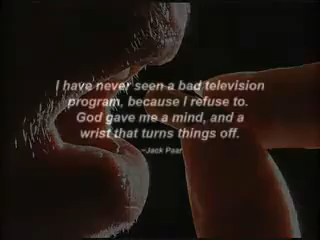 I have never seen a bad television
program, because I refuse to.
God gave me a mind, and a
wrist that turns things off.
~Jack Paar